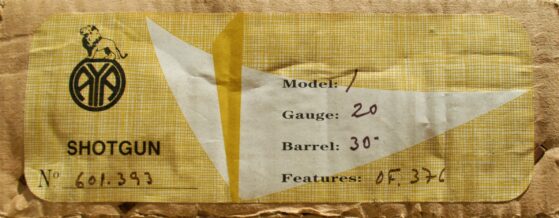 AYA
SHOTGUN
Nº 601.393
Model: 1
Gauge: 20
Barrel: 30"
Features: OF. 376